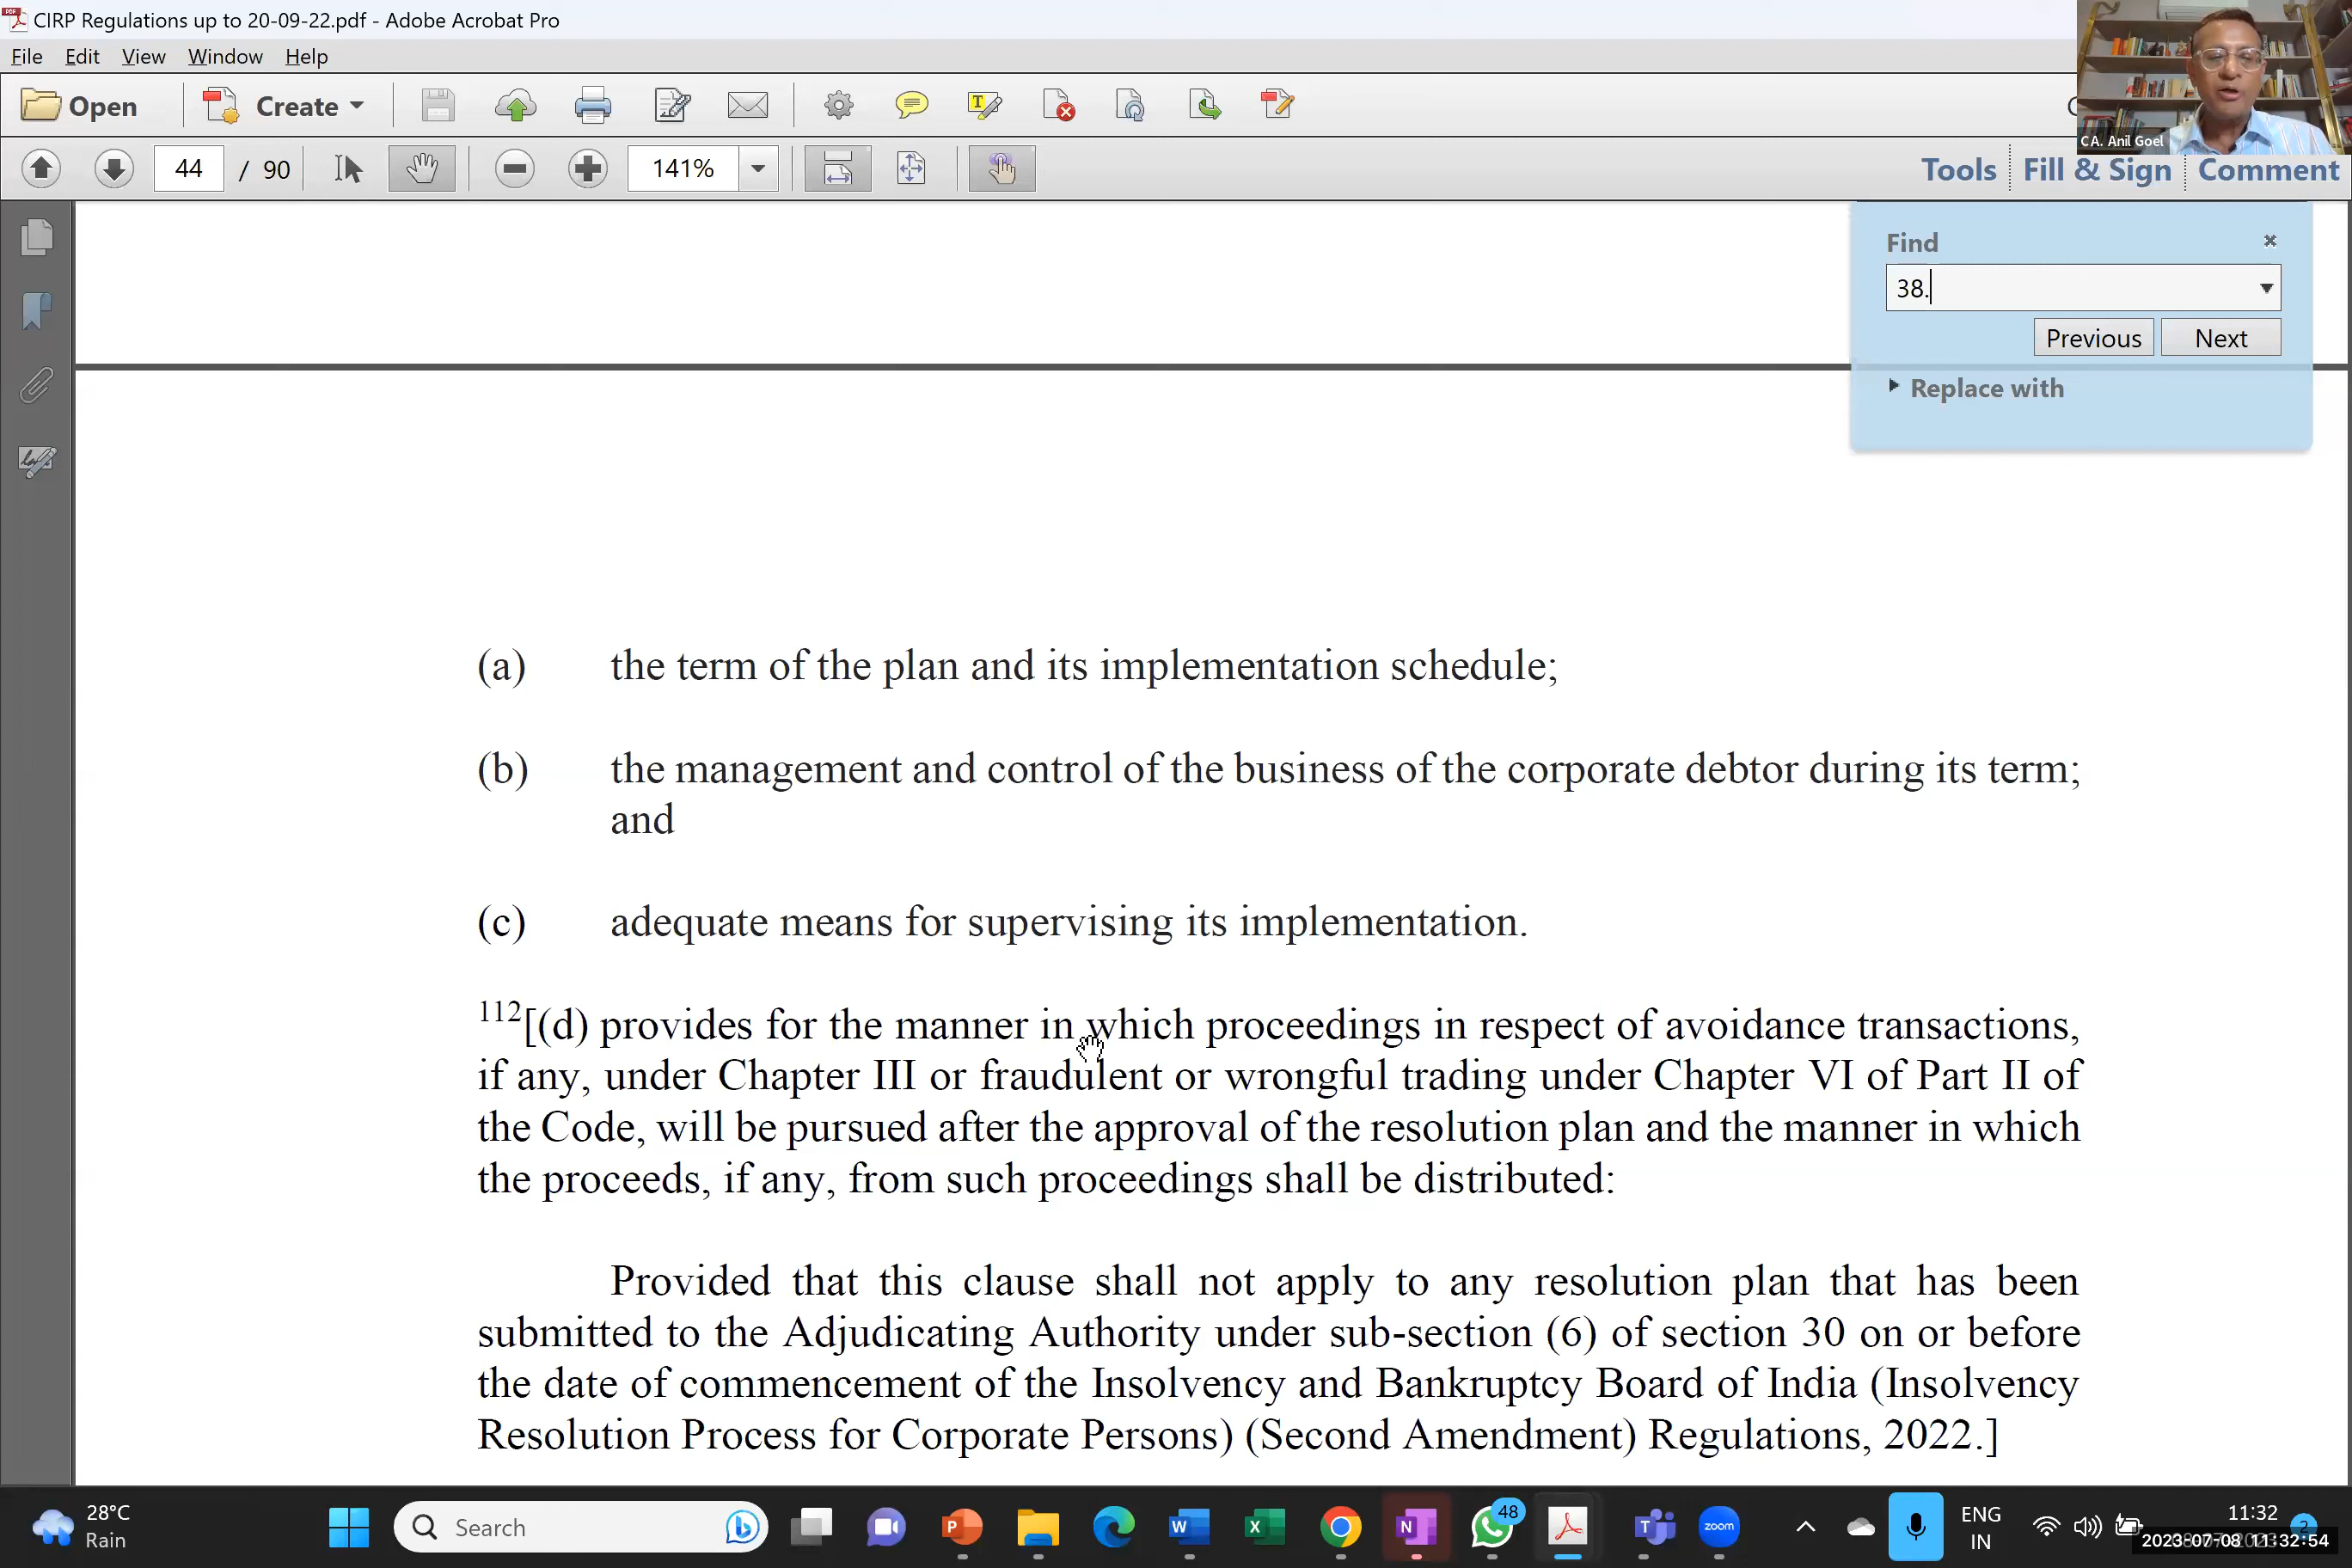 CIRP Regulations up to 20-09-22.pdf - Adobe Acrobat Pro
File Edit View Window Help
Open Create
CA. Anil Goel
44 / 90 141% Tools Fill & Sign Comment
Find
38.
Previous Next
Replace with
(a) the term of the plan and its implementation schedule;
(b) the management and control of the business of the corporate debtor during its term;
and
(c) adequate means for supervising its implementation.
112[(d) provides for the manner in which proceedings in respect of avoidance transactions,
if any, under Chapter III or fraudulent or wrongful trading under Chapter VI of Part II of
the Code, will be pursued after the approval of the resolution plan and the manner in which
the proceeds, if any, from such proceedings shall be distributed:
Provided that this clause shall not apply to any resolution plan that has been
submitted to the Adjudicating Authority under sub-section (6) of section 30 on or before
the date of commencement of the Insolvency and Bankruptcy Board of India (Insolvency
Resolution Process for Corporate Persons) (Second Amendment) Regulations, 2022.]
28°C
Rain
Search
48
zoom
ENG
IN
11:32
2
2023-07-08 11:32:54